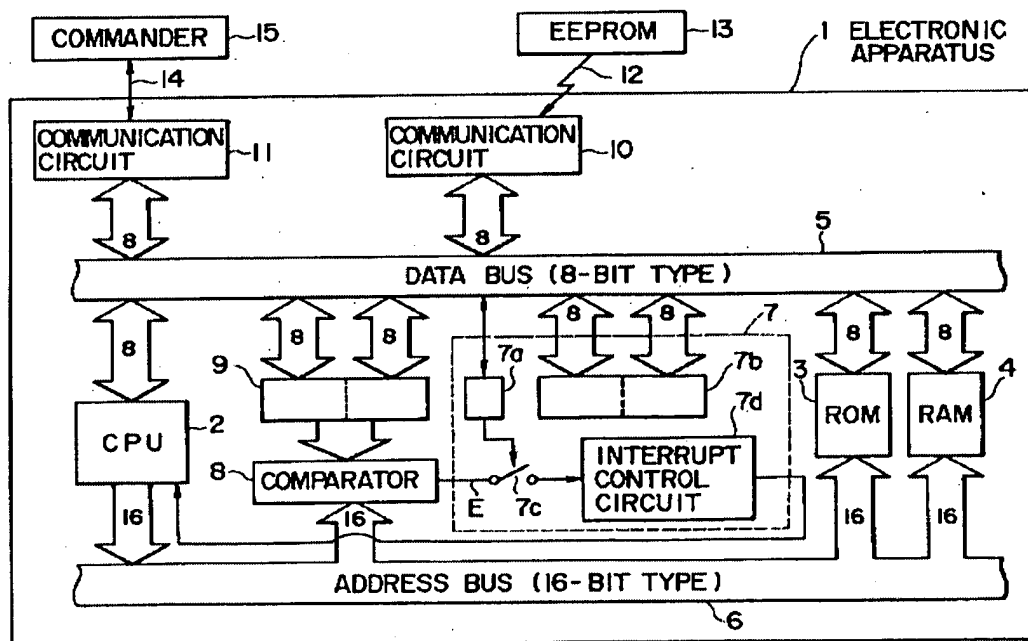 COMMANDER 15
EEPROM 13
1 ELECTRONIC
APPARATUS
14
12
COMMUNICATION
CIRCUIT
11
COMMUNICATION
CIRCUIT
10
8
8
5
DATA BUS (8-BIT TYPE)
8
8
8
8
8
8
8
7
9
7a
7b
3
4
CPU
2
7d
ROM
RAM
8
COMPARATOR
E
7c
INTERRUPT
CONTROL
CIRCUIT
16
16
16
16
ADDRESS BUS (16-BIT TYPE)
6